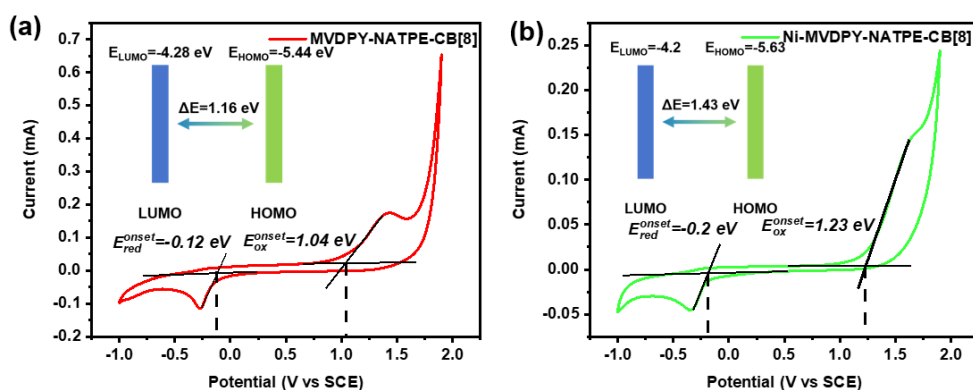 (a)
0.7
0.6
0.5
0.4
0.3
0.2
0.1
0.0
-0.1
-0.2
Current (mA)
MVDPY-NATPE-CB[8]
E_LUMO=-4.28 eV
E_HOMO=-5.44 eV
ΔE=1.16 eV
LUMO
HOMO
E_red^onset=-0.12 eV
E_ox^onset=1.04 eV
-1.0 -0.5 0.0 0.5 1.0 1.5 2.0
Potential (V vs SCE)
(b)
0.25
0.20
0.15
0.10
0.05
0.00
-0.05
Current (mA)
Ni-MVDPY-NATPE-CB[8]
E_LUMO=-4.2
E_HOMO=-5.63
ΔE=1.43 eV
LUMO
HOMO
E_red^onset=-0.2 eV
E_ox^onset=1.23 eV
-1.0 -0.5 0.0 0.5 1.0 1.5 2.0
Potential (V vs SCE)